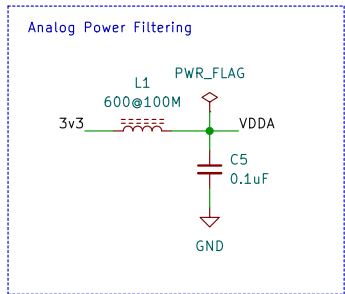 Analog Power Filtering
L1
600@100M
PWR_FLAG
3v3
VDDA
C5
0.1uF
GND